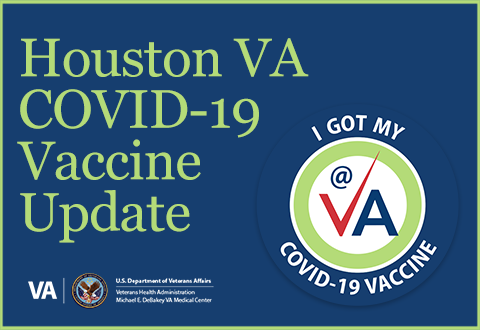 Houston VA
COVID-19
Vaccine
Update
I GOT MY
@
VA
COVID-19 VACCINE
VA
U.S. Department of Veterans Affairs
Veterans Health Administration
Michael E. DeBakey VA Medical Center